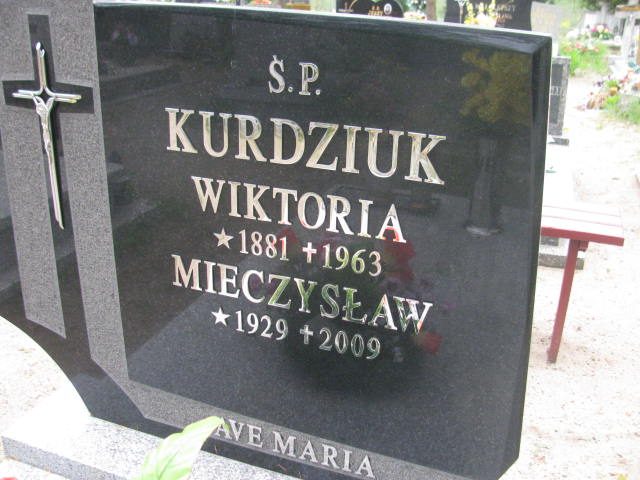 Ś.P.
KURDZIUK
WIKTORIA
★1881 +1963
MIECZYSŁAW
★1929 +2009
AVE MARIA